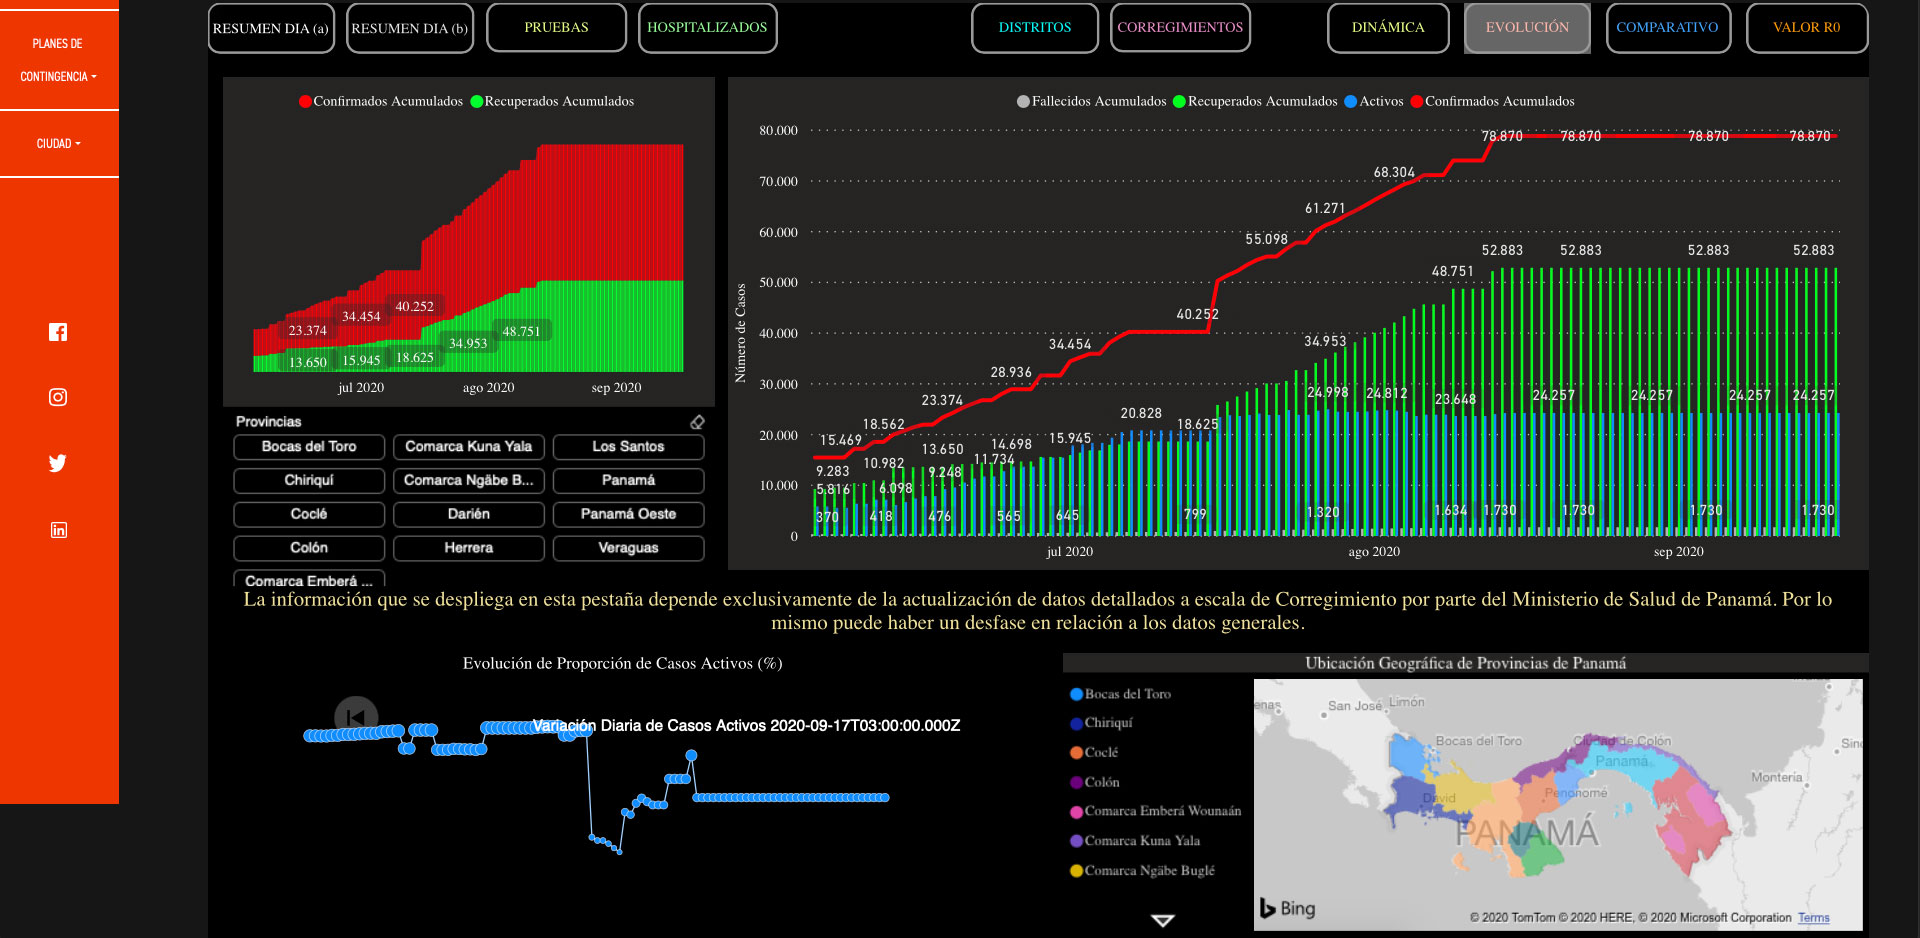 PLANES DE
CONTINGENCIA
CIUDAD
RESUMEN DIA (a)
RESUMEN DIA (b)
PRUEBAS
HOSPITALIZADOS
DISTRITOS
CORREGIMIENTOS
DINÁMICA
EVOLUCIÓN
COMPARATIVO
VALOR R0
Confirmados Acumulados
Recuperados Acumulados
23.374
34.454
40.252
13.650
15.945
18.625
34.953
48.751
jul 2020
ago 2020
sep 2020
Provincias
Bocas del Toro
Comarca Kuna Yala
Los Santos
Chiriquí
Comarca Ngäbe B...
Panamá
Coclé
Darién
Panamá Oeste
Colón
Herrera
Veraguas
Comarca Emberá ...
Fallecidos Acumulados
Recuperados Acumulados
Activos
Confirmados Acumulados
Número de Casos
80.000
70.000
60.000
50.000
40.000
30.000
20.000
10.000
0
15.469
18.562
23.374
28.936
34.454
40.252
55.098
61.271
68.304
78.870
78.870
78.870
78.870
9.283
10.982
13.650
14.698
15.945
18.625
34.953
48.751
52.883
52.883
52.883
52.883
5.816
6.098
9.248
11.734
20.828
24.998
24.812
23.648
24.257
24.257
24.257
24.257
370
418
476
565
645
799
1.320
1.634
1.730
1.730
1.730
1.730
jul 2020
ago 2020
sep 2020
La información que se despliega en esta pestaña depende exclusivamente de la actualización de datos detallados a escala de Corregimiento por parte del Ministerio de Salud de Panamá. Por lo
mismo puede haber un desfase en relación a los datos generales.
Evolución de Proporción de Casos Activos (%)
Variación Diaria de Casos Activos 2020-09-17T03:00:00.000Z
Ubicación Geográfica de Provincias de Panamá
Bocas del Toro
Chiriquí
Coclé
Colón
Comarca Emberá Wounaán
Comarca Kuna Yala
Comarca Ngäbe Buglé
San José
Limón
Bocas del Toro
Ciudad de Colón
Panamá
David
Penonomé
PANAMÁ
Montería
Bing
© 2020 TomTom © 2020 HERE, © 2020 Microsoft Corporation Terms